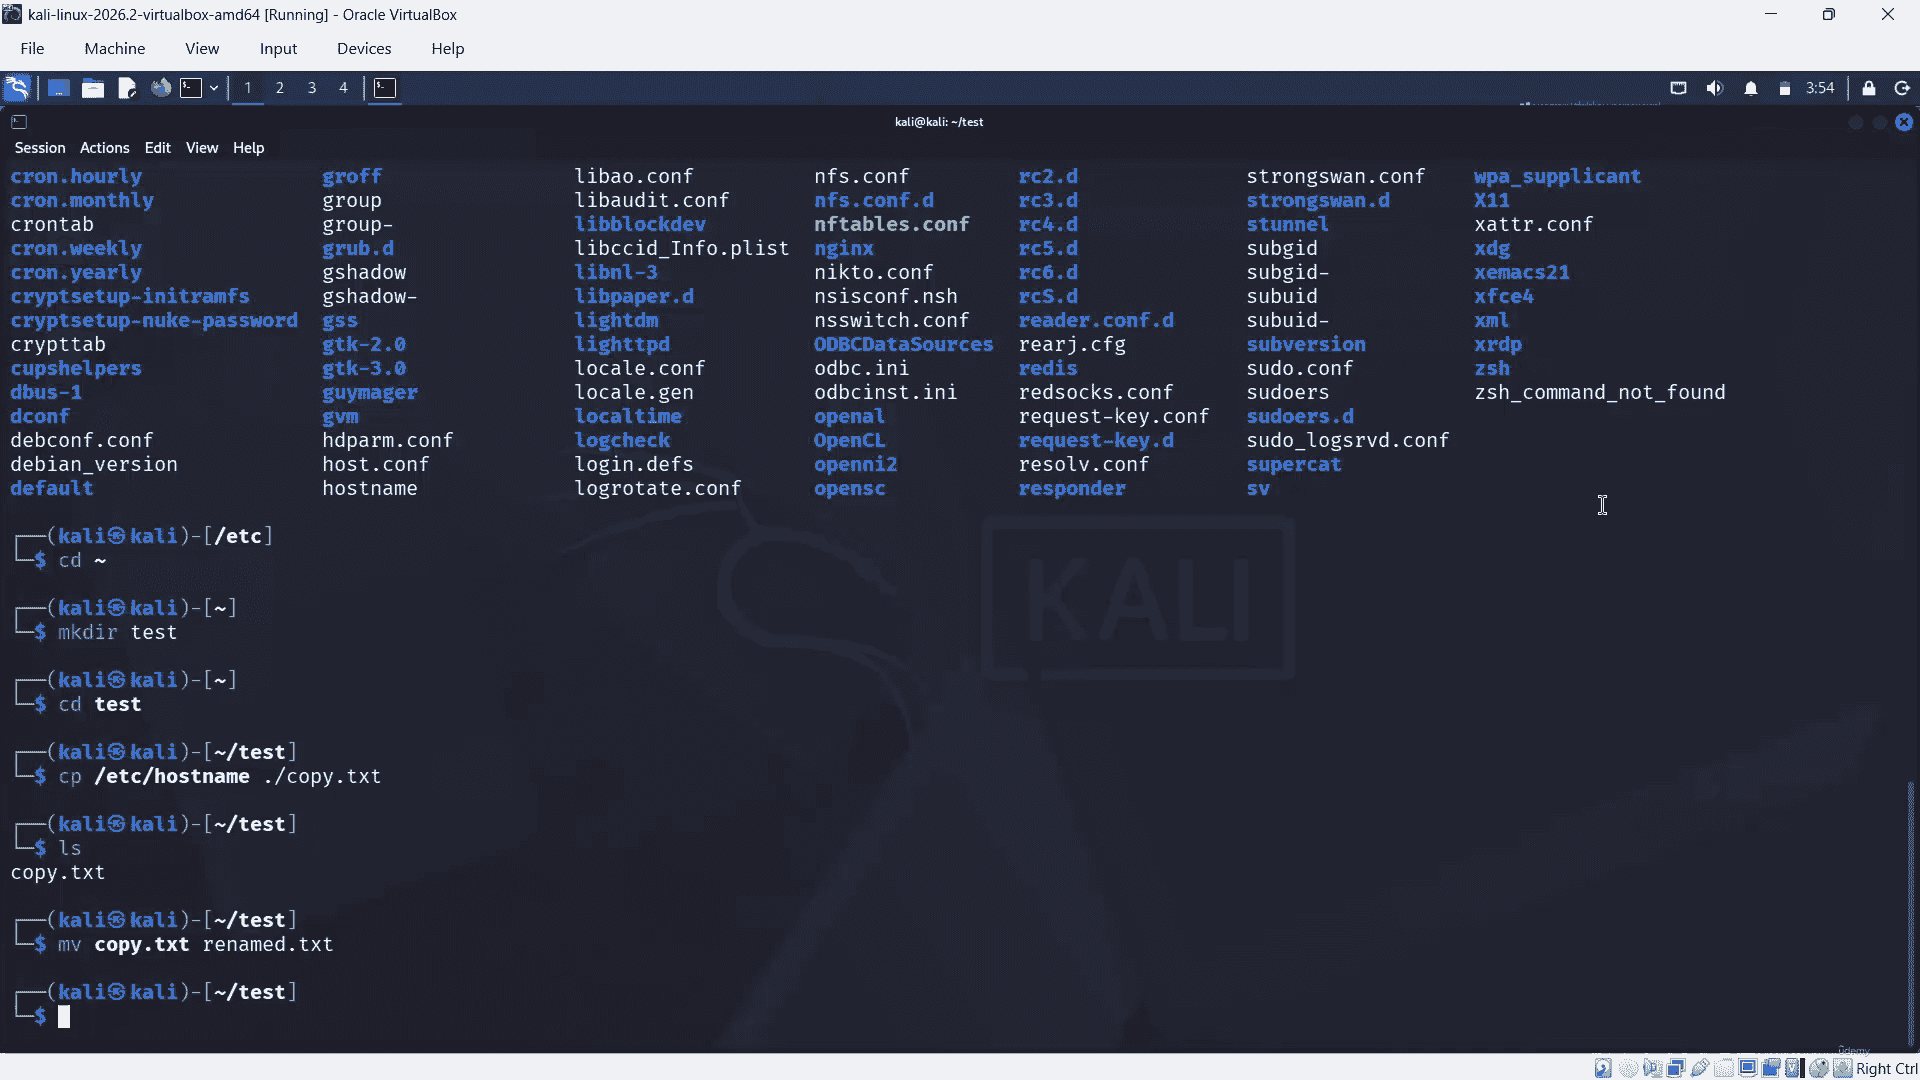 kali-linux-2026.2-virtualbox-amd64 [Running] - Oracle VirtualBox
File Machine View Input Devices Help
1 2 3 4 3:54
kali@kali: ~/test
Session Actions Edit View Help
cron.hourly groff libao.conf nfs.conf rc2.d strongswan.conf wpa_supplicant
cron.monthly group libaudit.conf nfs.conf.d rc3.d strongswan.d X11
crontab group- libblockdev nftables.conf rc4.d stunnel xattr.conf
cron.weekly grub.d libccid_Info.plist nginx rc5.d subgid xdg
cron.yearly gshadow libnl-3 nikto.conf rc6.d subgid- xemacs21
cryptsetup-initramfs gshadow- libpaper.d nsisconf.nsh rcS.d subuid xfce4
cryptsetup-nuke-password gss lightdm nsswitch.conf reader.conf.d subuid- xml
crypttab gtk-2.0 lighttpd ODBCDataSources rearj.cfg subversion xrdp
cupshelpers gtk-3.0 locale.conf odbc.ini redis sudo.conf zsh
dbus-1 guymager locale.gen odbcinst.ini redsocks.conf sudoers zsh_command_not_found
dconf gvm localtime openal request-key.conf sudoers.d
debconf.conf hdparm.conf logcheck OpenCL request-key.d sudo_logsrvd.conf
debian_version host.conf login.defs openni2 resolv.conf supercat
default hostname logrotate.conf opensc responder sv
┌──(kali㉿kali)-[/etc]
└─$ cd ~
┌──(kali㉿kali)-[~]
└─$ mkdir test
┌──(kali㉿kali)-[~]
└─$ cd test
┌──(kali㉿kali)-[~/test]
└─$ cp /etc/hostname ./copy.txt
┌──(kali㉿kali)-[~/test]
└─$ ls
copy.txt
┌──(kali㉿kali)-[~/test]
└─$ mv copy.txt renamed.txt
┌──(kali㉿kali)-[~/test]
└─$
KALI
udemy
Right Ctrl